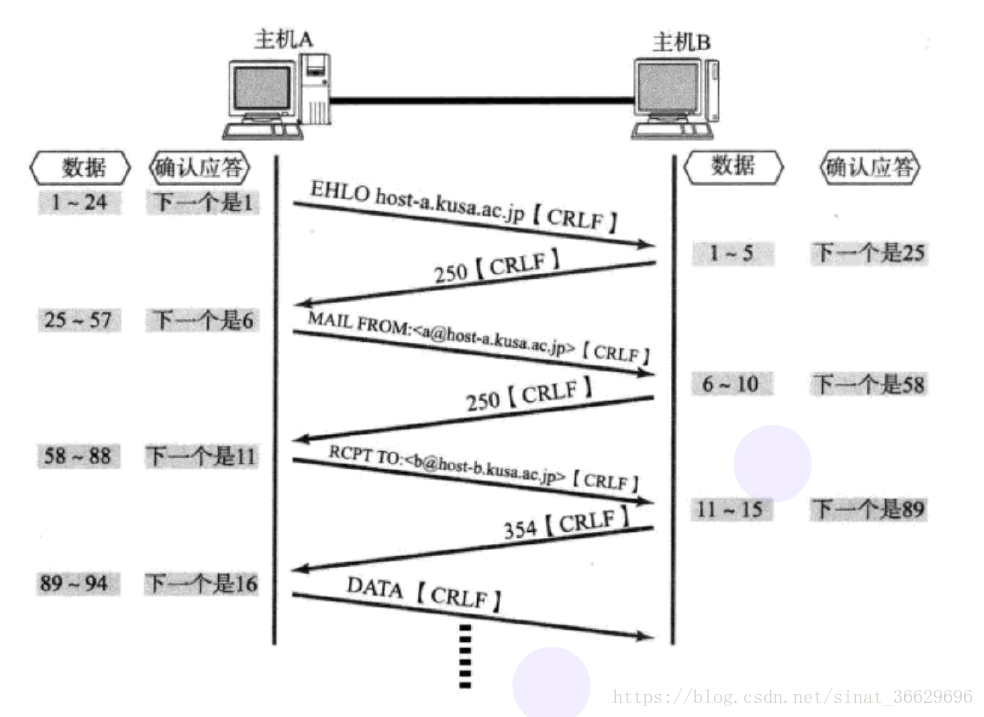 主机A
主机B
数据 确认应答
数据 确认应答
1~24 下一个是1
EHLO host-a.kusa.ac.jp【CRLF】
1~5 下一个是25
250【CRLF】
25~57 下一个是6
MAIL FROM:<a@host-a.kusa.ac.jp>【CRLF】
6~10 下一个是58
250【CRLF】
58~88 下一个是11
RCPT TO:<b@host-b.kusa.ac.jp>【CRLF】
11~15 下一个是89
354【CRLF】
89~94 下一个是16
DATA 【CRLF】
https://blog.csdn.net/sinat_36629696